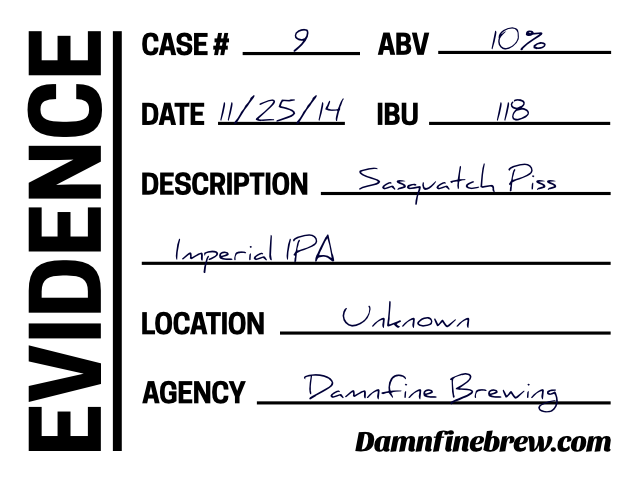 EVIDENCE
CASE # 9 ABV 10%
DATE 11/25/14 IBU 118
DESCRIPTION Sasquatch Piss
Imperial IPA
LOCATION Unknown
AGENCY Damnfine Brewing
Damnfinebrew.com